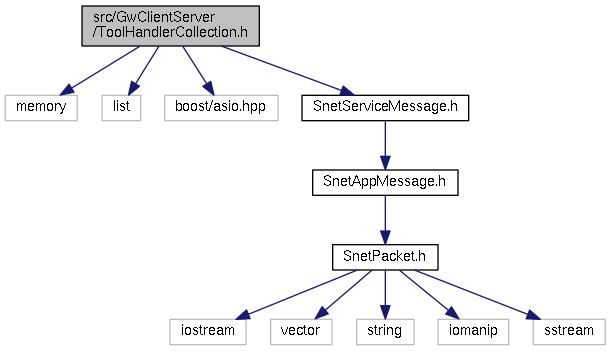 src/GwClientServer
/ToolHandlerCollection.h
memory
list
boost/asio.hpp
SnetServiceMessage.h
SnetAppMessage.h
SnetPacket.h
iostream
vector
string
iomanip
sstream